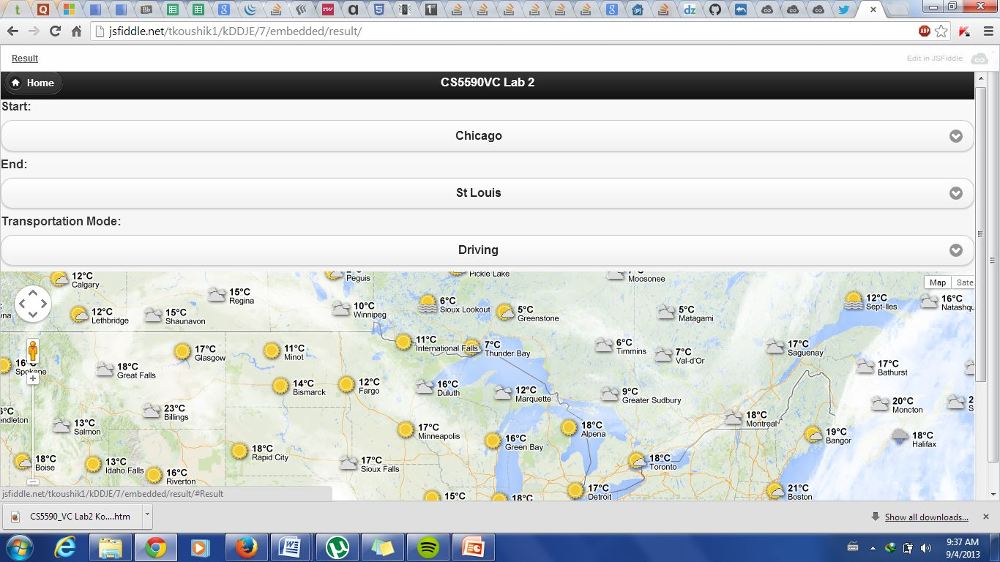 jsfiddle.net/tkoushik1/kDDJE/7/embedded/result/
ABP
Result
Edit in JSFiddle
Home
CS5590VC Lab 2
Start:
Chicago
End:
St Louis
Transportation Mode:
Driving
12°C
Calgary
15°C
Regina
Peguis
Pickle Lake
Moosonee
Map
Sate
12°C
Lethbridge
15°C
Shaunavon
10°C
Winnipeg
6°C
Sioux Lookout
5°C
Greenstone
5°C
Matagami
12°C
Sept-Iles
16°C
Natashqu
17°C
Glasgow
11°C
Minot
11°C
International Falls
7°C
Thunder Bay
6°C
Timmins
7°C
Val-d'Or
17°C
Saguenay
16°
Spokene
18°C
Great Falls
17°C
Bathurst
14°C
Bismarck
12°C
Fargo
16°C
Duluth
12°C
Marquette
9°C
Greater Sudbury
20°C
Moncton
23°C
Billings
°C
endleton
13°C
Salmon
18°C
Montreal
17°C
Minneapolis
16°C
Green Bay
18°C
Alpena
19°C
Bangor
18°C
Halifax
18°C
Boise
13°C
Idaho Falls
16°C
Riverton
18°C
Rapid City
17°C
Sioux Falls
18°C
Toronto
15°C
18°C
17°C
Detroit
21°C
Boston
jsfiddle.net/tkoushik1/kDDJE/7/embedded/result/#Result
CS5590_VC Lab2 Ko....htm
Show all downloads...
9:37 AM
9/4/2013